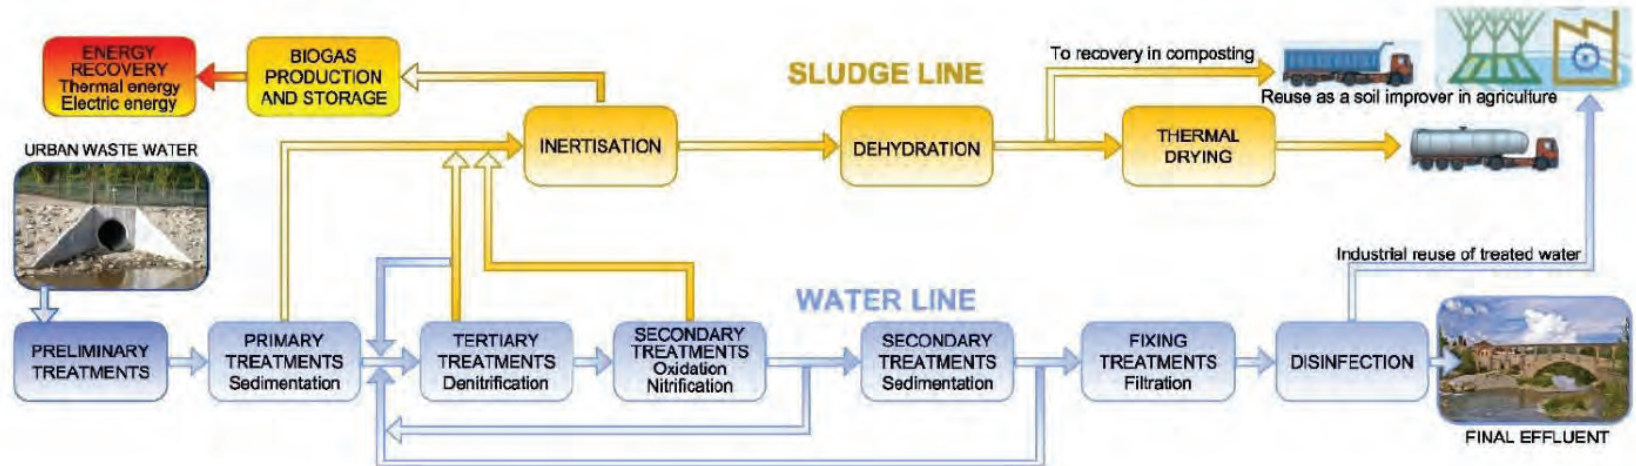 ENERGY
RECOVERY
Thermal energy
Electric energy
BIOGAS
PRODUCTION
AND STORAGE
SLUDGE LINE
To recovery in composting
Reuse as a soil improver in agriculture
URBAN WASTE WATER
INERTISATION
DEHYDRATION
THERMAL
DRYING
Industrial reuse of treated water
WATER LINE
PRELIMINARY
TREATMENTS
PRIMARY
TREATMENTS
Sedimentation
TERTIARY
TREATMENTS
Denitrification
SECONDARY
TREATMENTS
Oxidation
Nitrification
SECONDARY
TREATMENTS
Sedimentation
FIXING
TREATMENTS
Filtration
DISINFECTION
FINAL EFFLUENT